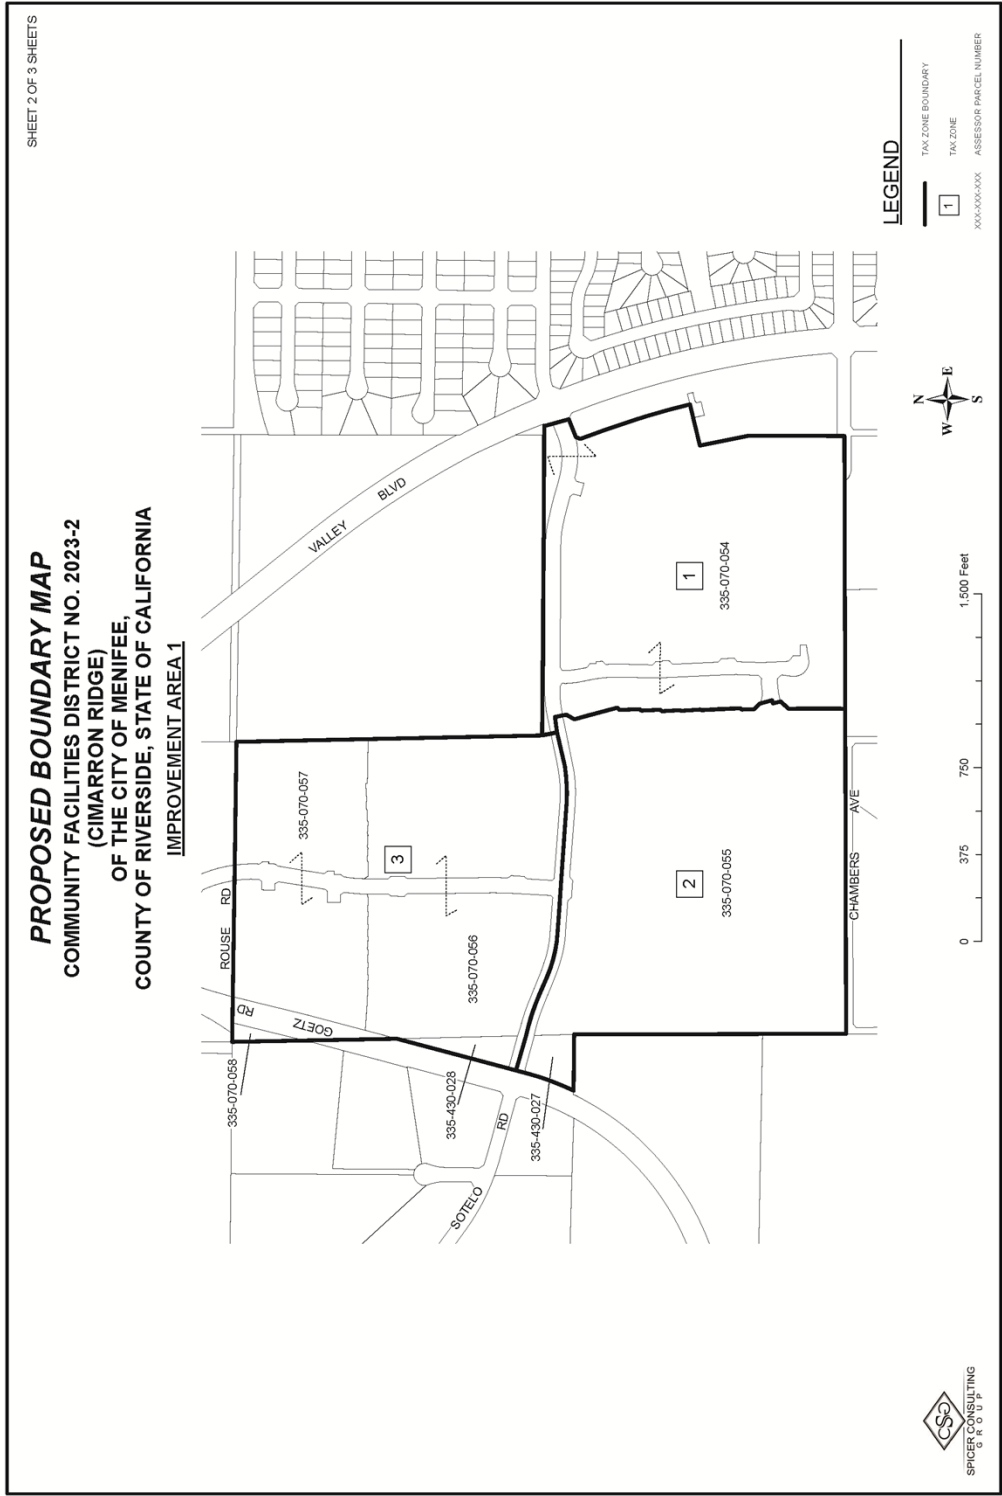 SHEET 2 OF 3 SHEETS
PROPOSED BOUNDARY MAP
COMMUNITY FACILITIES DISTRICT NO. 2023-2
(CIMARRON RIDGE)
OF THE CITY OF MENIFEE,
COUNTY OF RIVERSIDE, STATE OF CALIFORNIA
IMPROVEMENT AREA 1
ROUSE RD
GOETZ RD
VALLEY BLVD
335-070-058
335-070-057
3
335-430-028
335-070-056
335-430-027
SOTELO RD
1
335-070-054
2
335-070-055
CHAMBERS AVE
LEGEND
TAX ZONE BOUNDARY
1 TAX ZONE
XXX-XXX-XXX ASSESSOR PARCEL NUMBER
N
W E
S
0 375 750 1,500 Feet
CSG
SPICER CONSULTING
GROUP